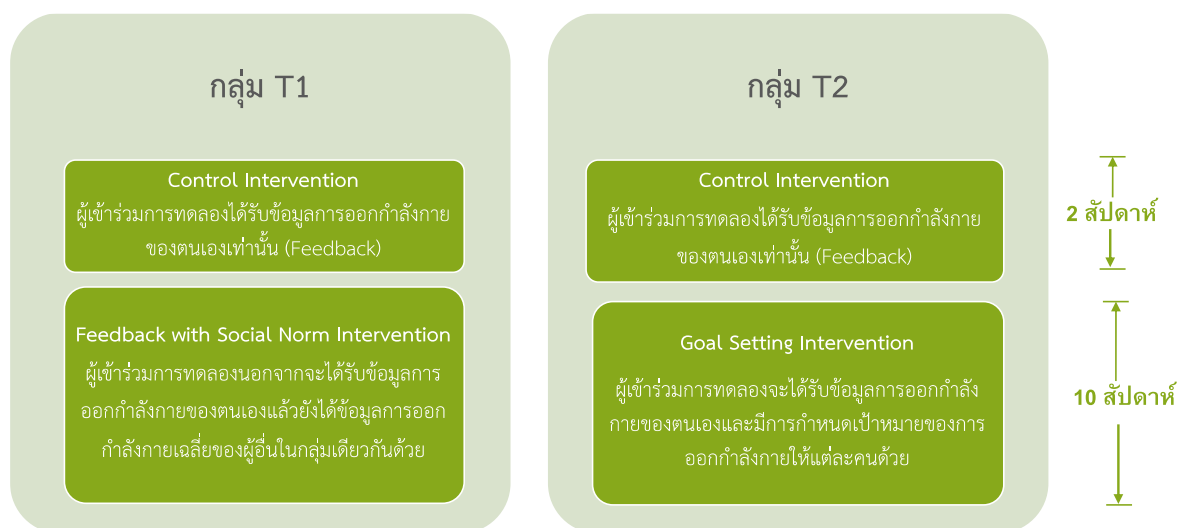 กลุ่ม T1
Control Intervention
ผู้เข้าร่วมการทดลองได้รับข้อมูลการออกกำลังกาย
ของตนเองเท่านั้น (Feedback)
Feedback with Social Norm Intervention
ผู้เข้าร่วมการทดลองนอกจากจะได้รับข้อมูลการ
ออกกำลังกายของตนเองแล้วยังได้ข้อมูลการออก
กำลังกายเฉลี่ยของผู้อื่นในกลุ่มเดียวกันด้วย
กลุ่ม T2
Control Intervention
ผู้เข้าร่วมการทดลองได้รับข้อมูลการออกกำลังกาย
ของตนเองเท่านั้น (Feedback)
Goal Setting Intervention
ผู้เข้าร่วมการทดลองจะได้รับข้อมูลการออกกำลัง
กายของตนเองและมีการกำหนดเป้าหมายของการ
ออกกำลังกายให้แต่ละคนด้วย
2 สัปดาห์
10 สัปดาห์